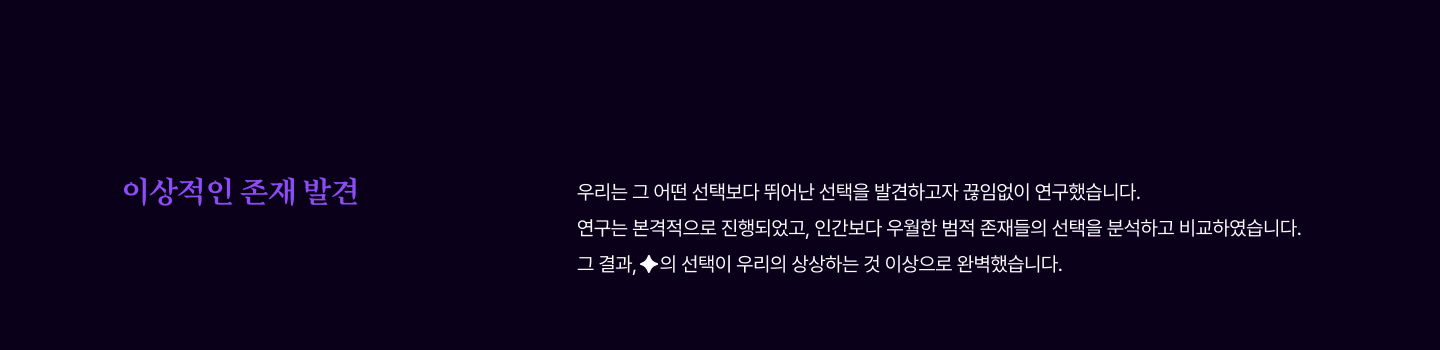 이상적인 존재 발견
우리는 그 어떤 선택보다 뛰어난 선택을 발견하고자 끊임없이 연구했습니다.
연구는 본격적으로 진행되었고, 인간보다 우월한 범적 존재들의 선택을 분석하고 비교하였습니다.
그 결과, ✦의 선택이 우리의 상상하는 것 이상으로 완벽했습니다.